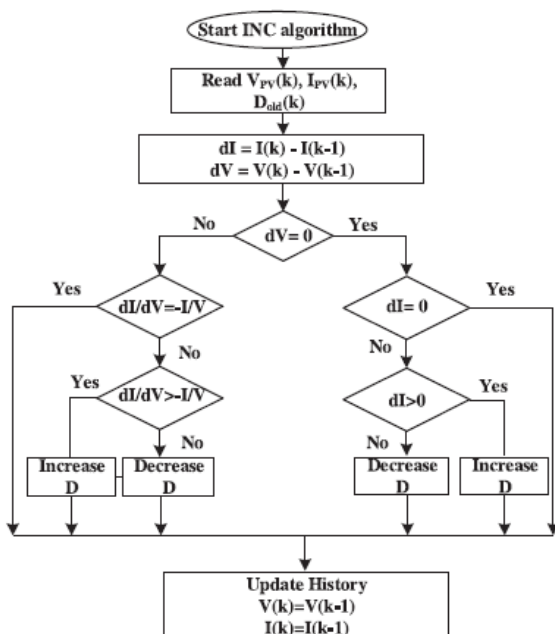 Start INC algorithm
Read V_PV(k), I_PV(k),
D_old(k)
dI = I(k) - I(k-1)
dV = V(k) - V(k-1)
No
dV= 0
Yes
Yes
dI/dV=-I/V
No
dI= 0
Yes
No
Yes
dI/dV>-I/V
No
dI>0
Yes
No
Increase
D
Decrease
D
Decrease
D
Increase
D
Update History
V(k)=V(k-1)
I(k)=I(k-1)